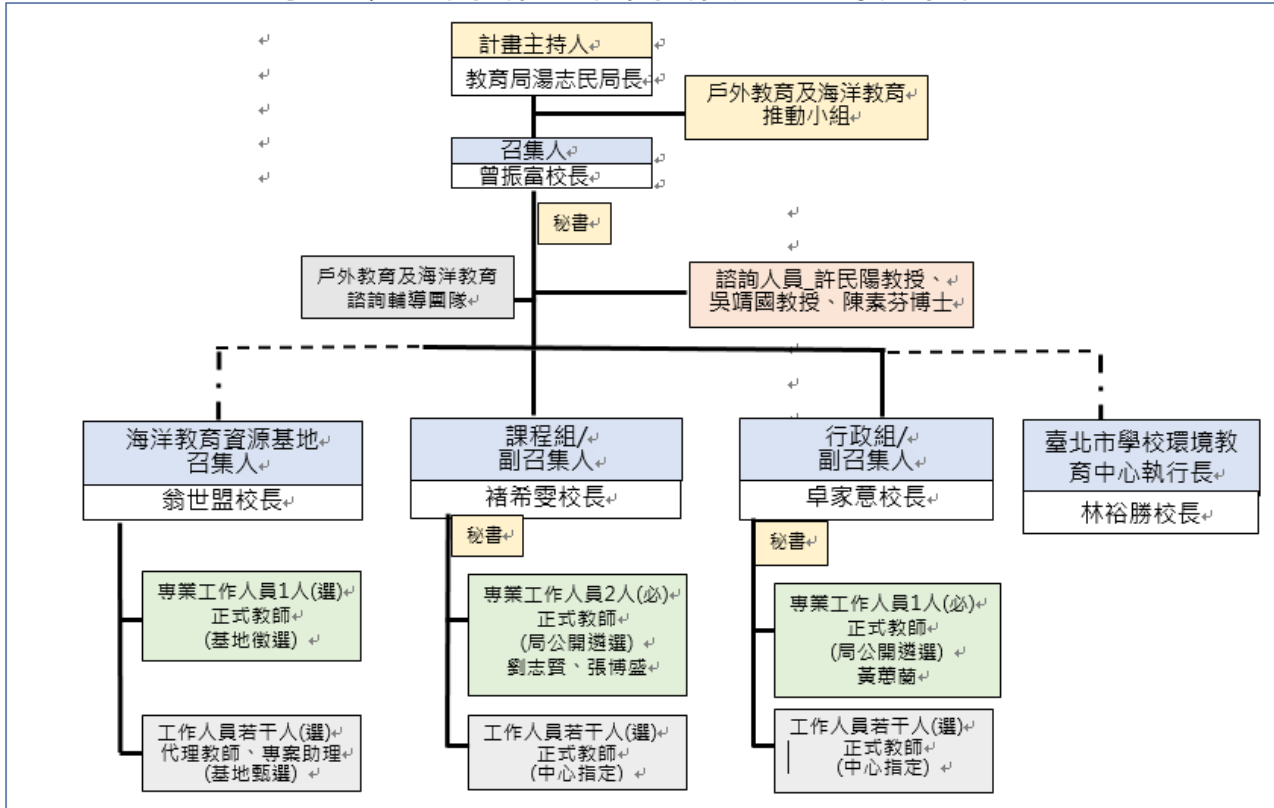 計畫主持人
教育局湯志民局長
戶外教育及海洋教育
推動小組
召集人
曾振富校長
秘書
戶外教育及海洋教育
諮詢輔導團隊
諮詢人員_許民陽教授、
吳靖國教授、陳素芬博士
海洋教育資源基地
召集人
翁世盟校長
課程組/
副召集人
褚希雯校長
行政組/
副召集人
卓家意校長
臺北市學校環境教
育中心執行長
林裕勝校長
秘書
秘書
專業工作人員1人(選)
正式教師
(基地徵選)
專業工作人員2人(必)
正式教師
(局公開遴選)
劉志賢、張博盛
專業工作人員1人(必)
正式教師
(局公開遴選)
黃蕙蘭
工作人員若干人(選)
代理教師、專案助理
(基地甄選)
工作人員若干人(選)
正式教師
(中心指定)
工作人員若干人(選)
正式教師
(中心指定)